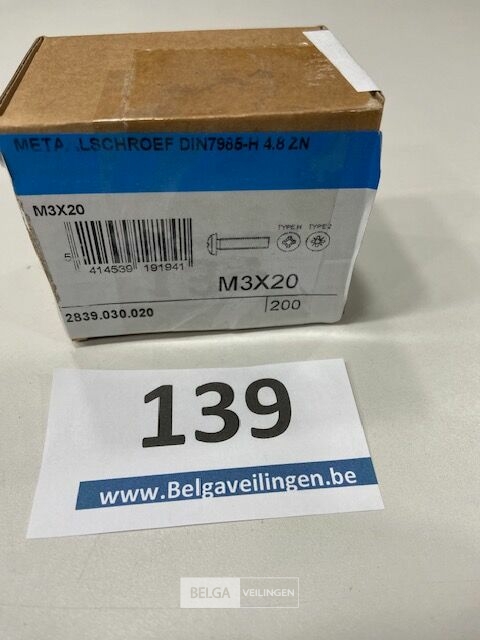 META.LSCHROEF DIN7985-H 4.8 ZN
M3X20
TYPE H TYPE Z
5 414539 191941
M3X20
2839.030.020
200
139
www.Belgaveilingen.be
BELGA VEILINGEN